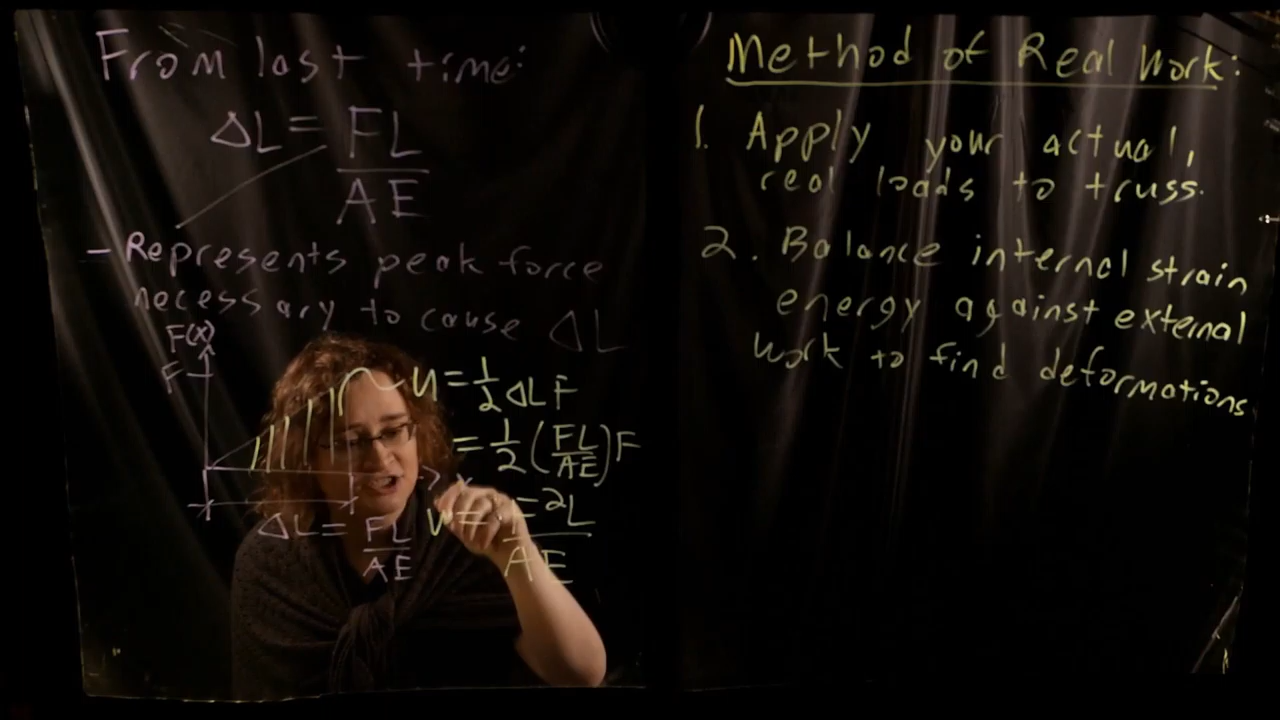 From last time:
ΔL = FL/AE
- Represents peak force
necessary to cause ΔL
F(x)
F
u = 1/2 ΔL F
= 1/2 (FL/AE) F
x
ΔL = FL/AE
= F²L/AE
Method of Real Work:
1. Apply your actual,
real loads to truss.
2. Balance internal strain
energy against external
work to find deformations